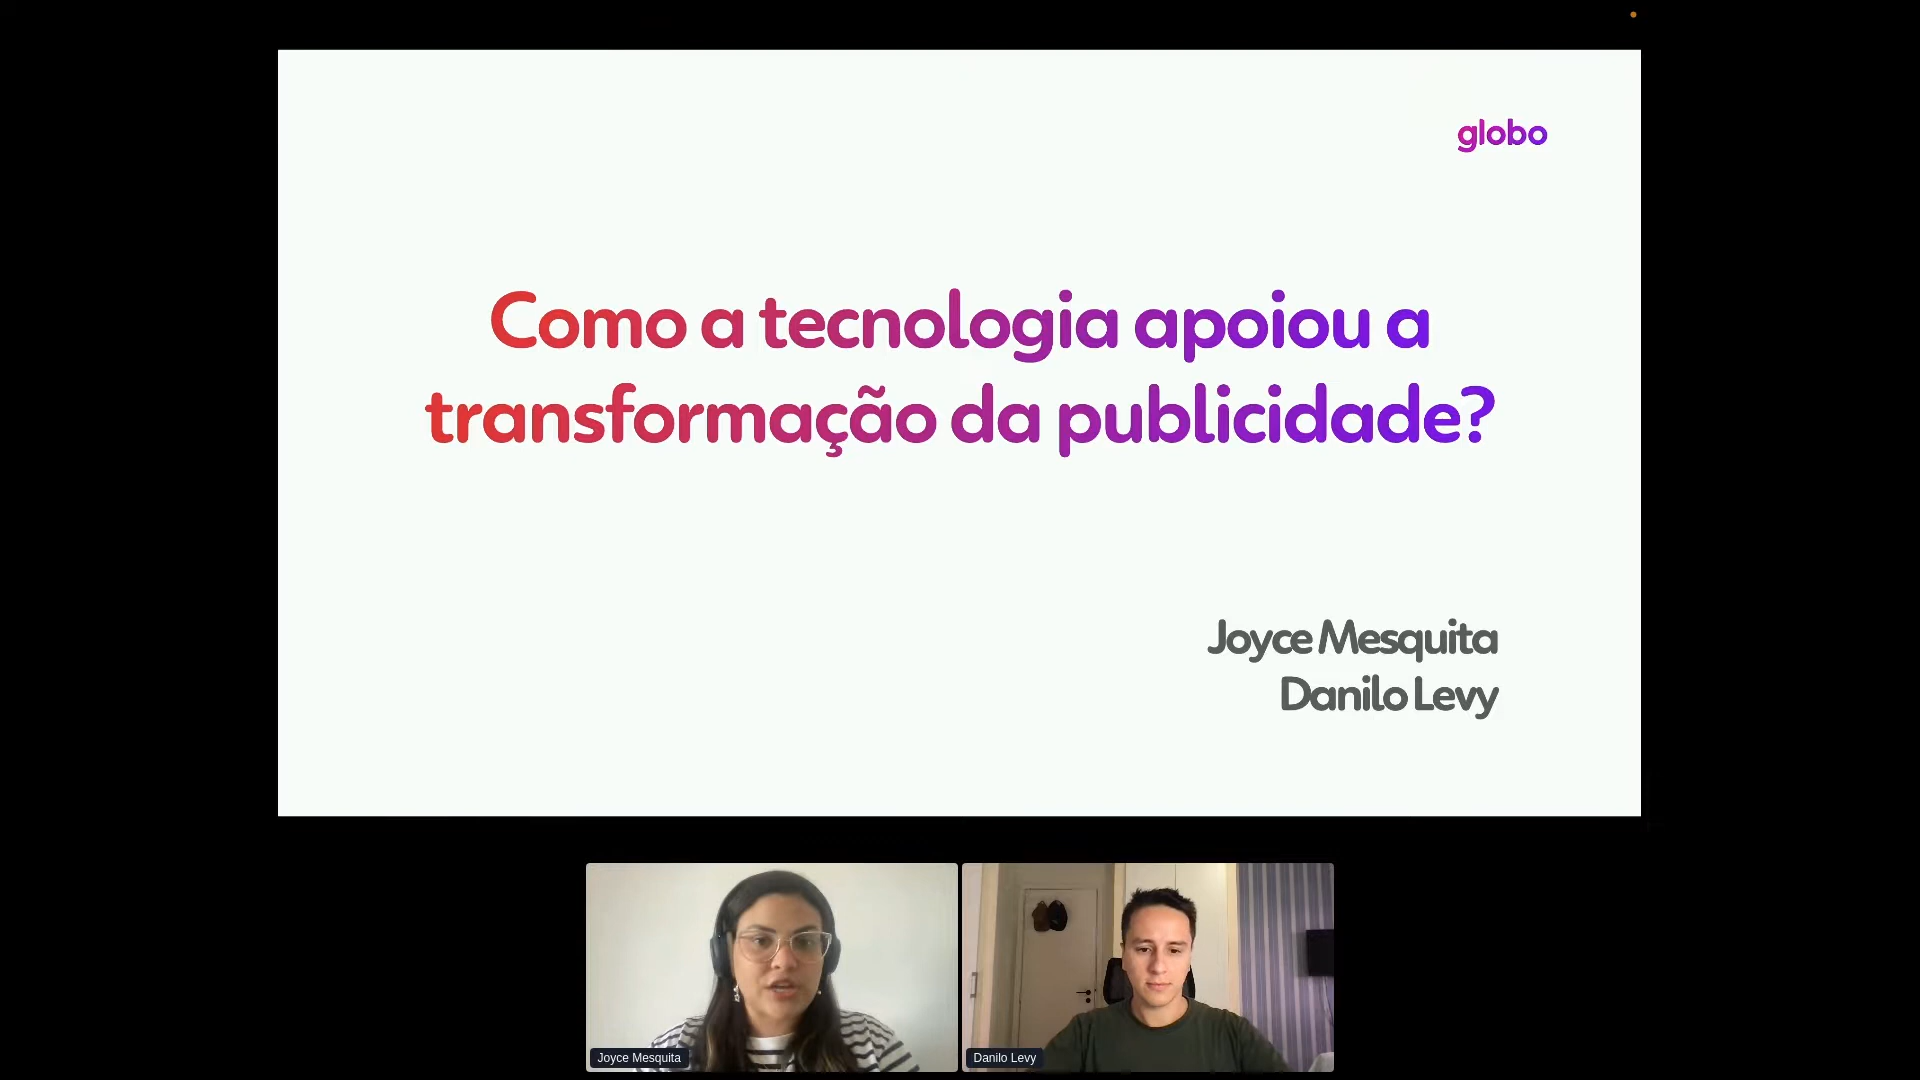 globo
Como a tecnologia apoiou a
transformação da publicidade?
Joyce Mesquita
Danilo Levy
Joyce Mesquita
Danilo Levy